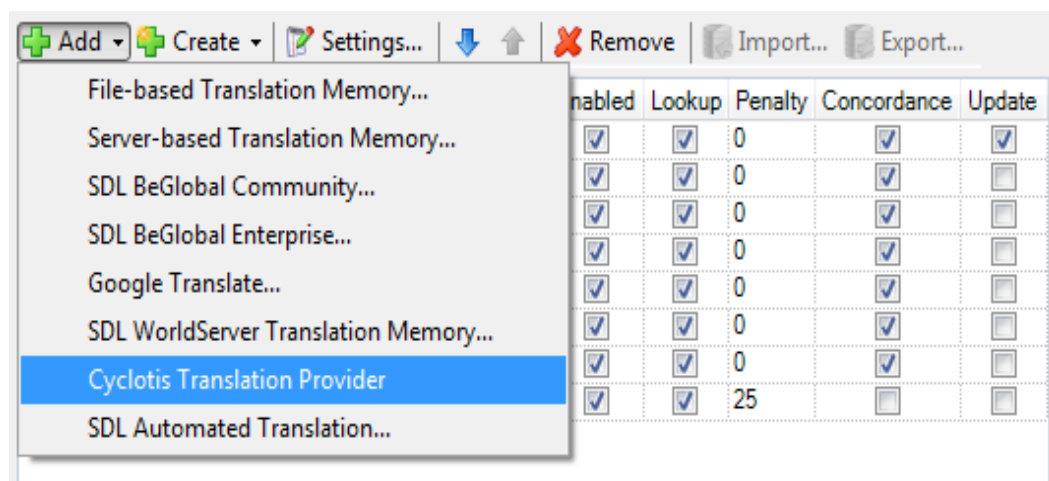 Add Create Settings... Remove Import... Export...
File-based Translation Memory...
Server-based Translation Memory...
SDL BeGlobal Community...
SDL BeGlobal Enterprise...
Google Translate...
SDL WorldServer Translation Memory...
Cyclotis Translation Provider
SDL Automated Translation...
nabled Lookup Penalty Concordance Update
0
0
0
0
0
0
0
25